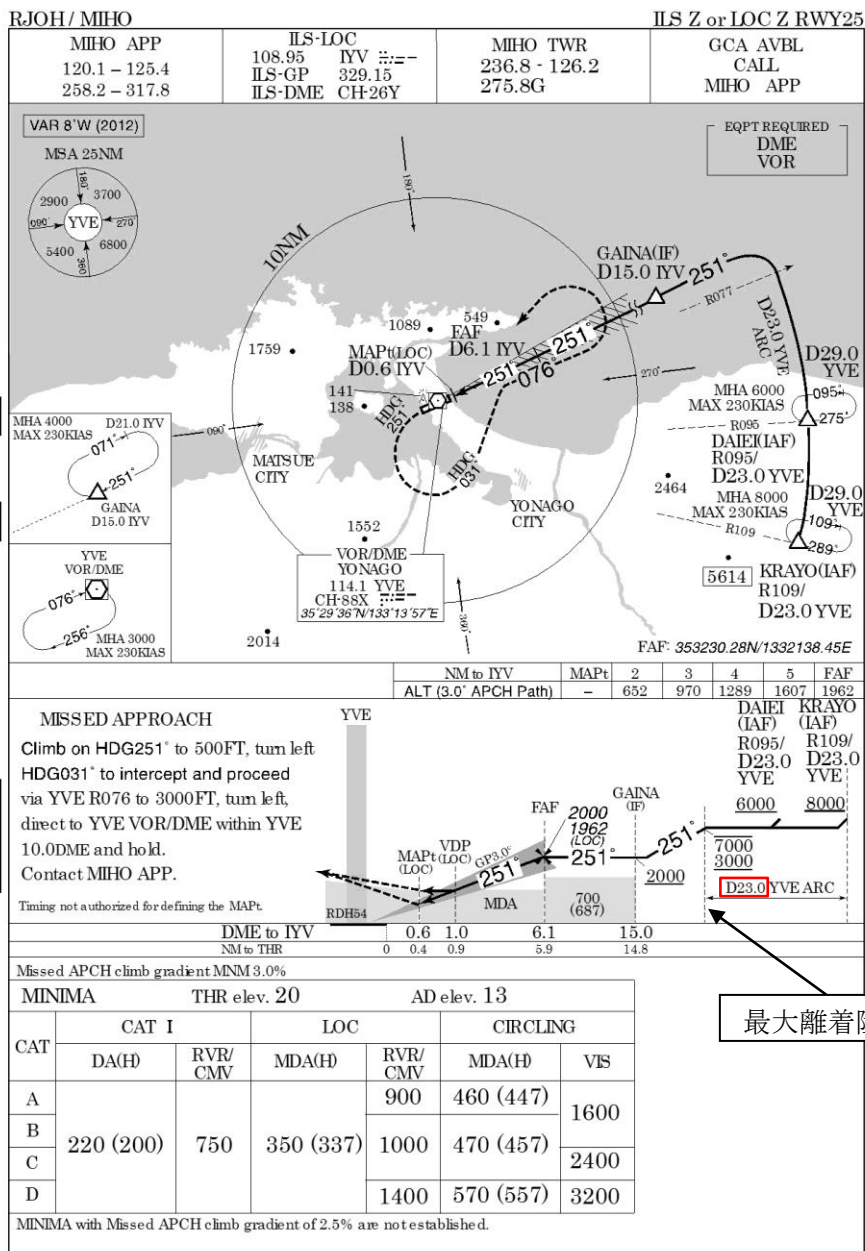 RJOH / MIHO
ILS Z or LOC Z RWY25
MIHO APP
120.1 – 125.4
258.2 – 317.8
ILS-LOC
108.95 IYV
ILS-GP 329.15
ILS-DME CH-26Y
MIHO TWR
236.8 - 126.2
275.8G
GCA AVBL
CALL
MIHO APP
VAR 8°W (2012)
MSA 25NM
180°
2900
3700
090°
YVE
270°
5400
6800
360°
EQPT REQUIRED
DME
VOR
180°
10NM
GAINA(IF)
D15.0 IYV
251°
R077
D23.0 YVE
ARC
549
1089
FAF
D6.1 IYV
251°
1759
MAPt(LOC)
D0.6 IYV
251°
076°
270°
D29.0
YVE
MHA 6000
MAX 230KIAS
095°
275°
R095
DAIEI(IAF)
R095/
D23.0 YVE
141
138
HDG
251°
HDG
031°
MHA 4000
MAX 230KIAS
D21.0 IYV
071°
251°
GAINA
D15.0 IYV
090°
MATSUE
CITY
YONAGO
CITY
2464
MHA 8000
MAX 230KIAS
D29.0
YVE
R109
109°
289°
5614
KRAYO(IAF)
R109/
D23.0 YVE
1552
VOR/DME
YONAGO
114.1 YVE
CH-88X
35°29´36″N/133°13´57″E
360°
YVE
VOR/DME
076°
256°
MHA 3000
MAX 230KIAS
2014
FAF: 353230.28N/1332138.45E
NM to IYV MAPt 2 3 4 5 FAF
ALT (3.0° APCH Path) – 652 970 1289 1607 1962
MISSED APPROACH
Climb on HDG251° to 500FT, turn left
HDG031° to intercept and proceed
via YVE R076 to 3000FT, turn left,
direct to YVE VOR/DME within YVE
10.0DME and hold.
Contact MIHO APP.
Timing not authorized for defining the MAPt.
YVE
DAIEI
(IAF)
R095/
D23.0
YVE
KRAYO
(IAF)
R109/
D23.0
YVE
6000
8000
GAINA
(IF)
FAF
2000
1962
(LOC)
VDP
(LOC)
MAPt
(LOC)
GP3.0°
251°
251°
251°
2000
7000
3000
D23.0 YVE ARC
MDA
700
(687)
RDH54
DME to IYV 0.6 1.0 6.1 15.0
NM to THR 0 0.4 0.9 5.9 14.8
Missed APCH climb gradient MNM 3.0%
MINIMA THR elev. 20 AD elev. 13
CAT
CAT I
LOC
CIRCLING
DA(H)
RVR/
CMV
MDA(H)
RVR/
CMV
MDA(H)
VIS
A 900 460 (447)
1600
B
220 (200) 750 350 (337) 1000 470 (457)
C 2400
D 1400 570 (557) 3200
MINIMA with Missed APCH climb gradient of 2.5% are not established.
最大離着